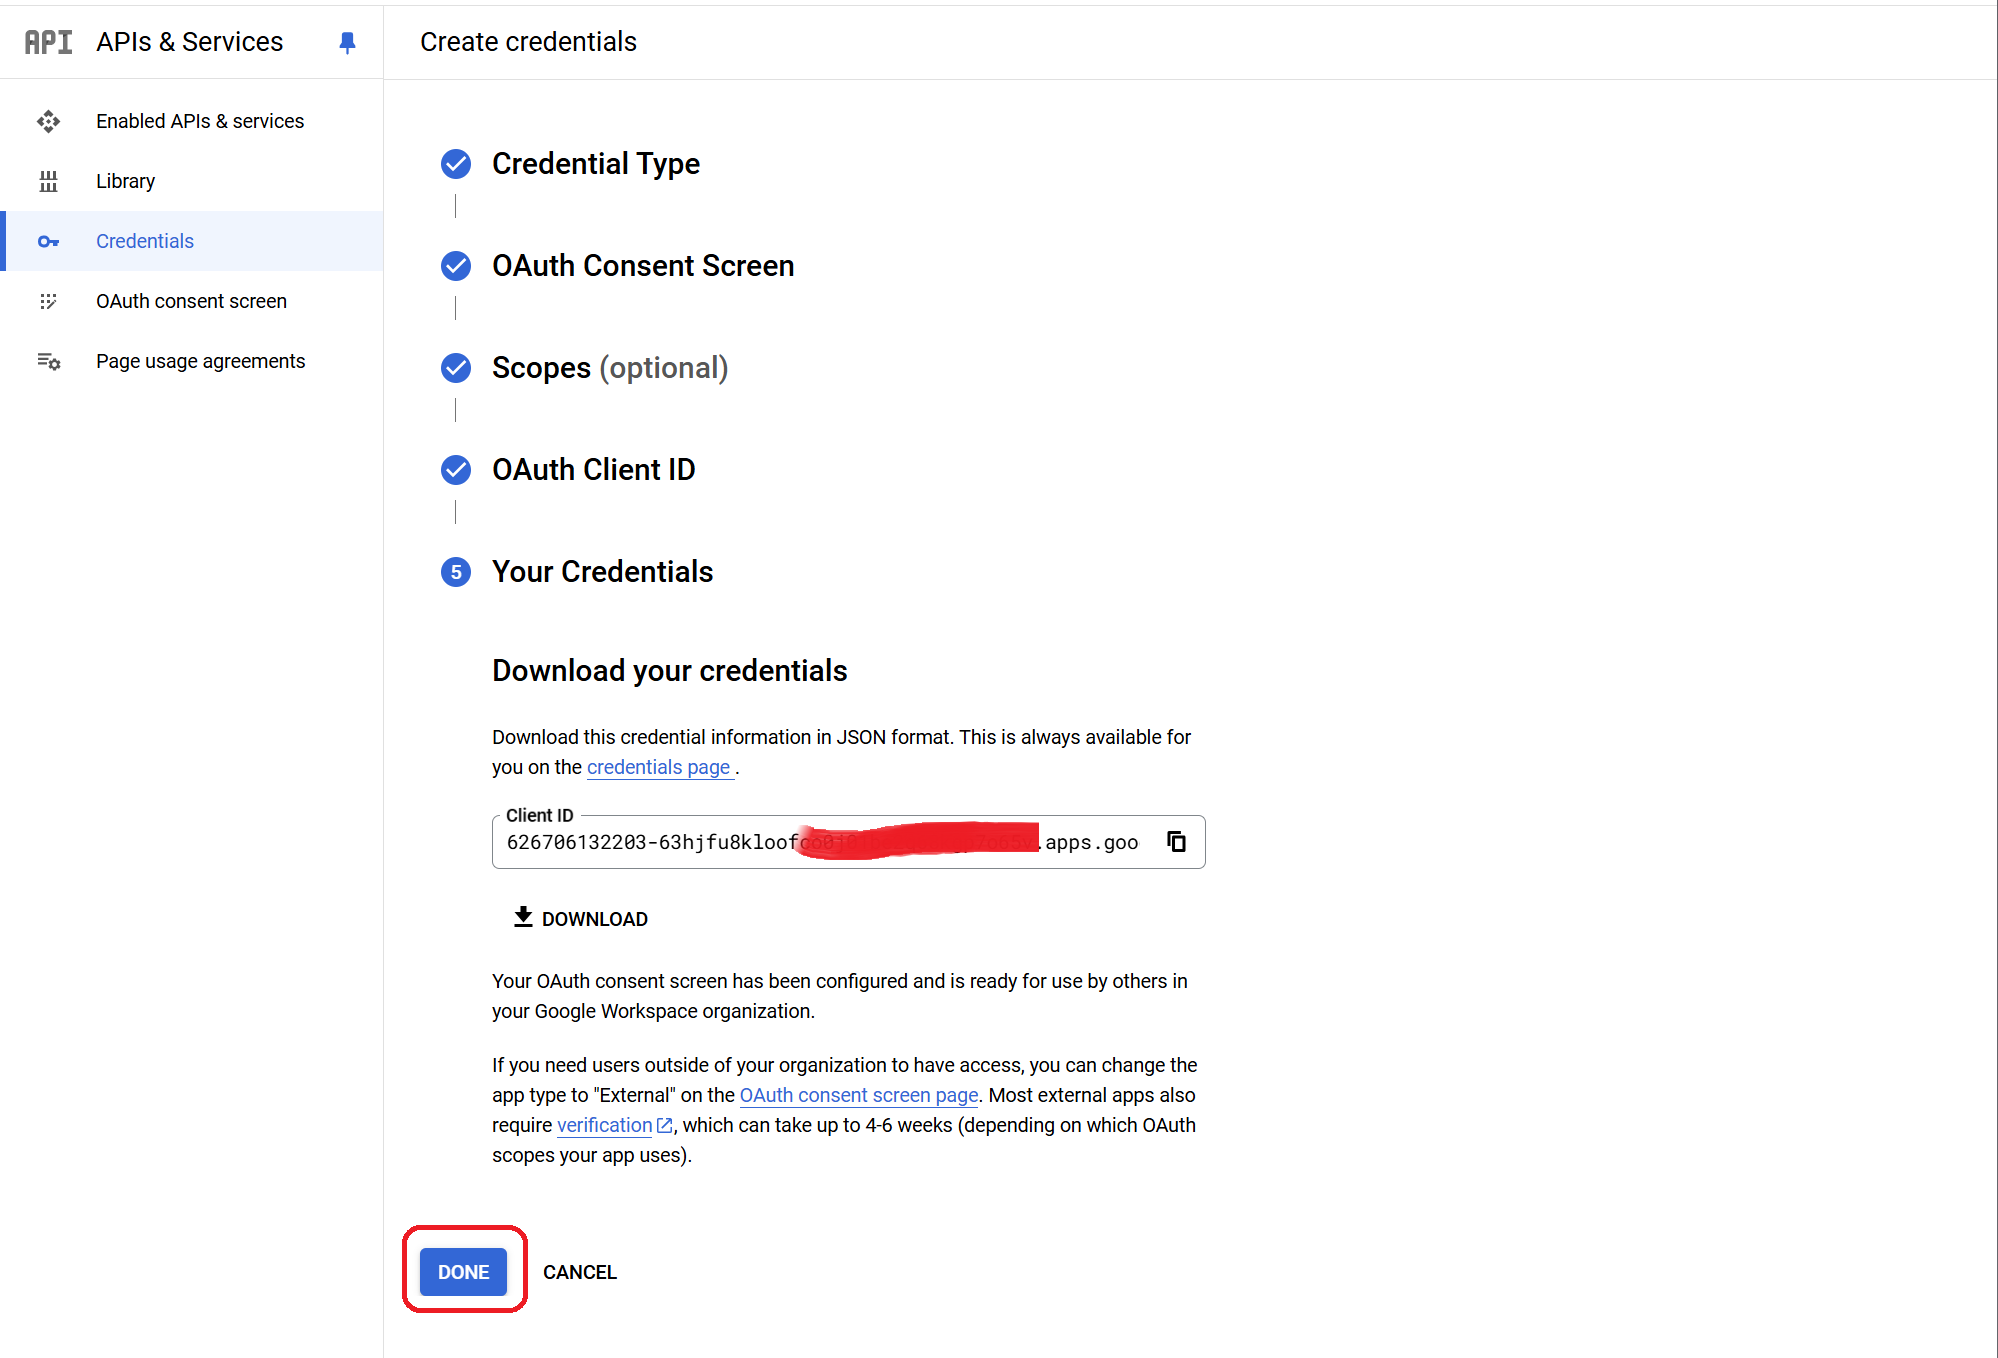 API APIs & Services
Create credentials
Enabled APIs & services
Library
Credentials
OAuth consent screen
Page usage agreements
Credential Type
OAuth Consent Screen
Scopes (optional)
OAuth Client ID
5 Your Credentials
Download your credentials
Download this credential information in JSON format. This is always available for
you on the credentials page .
Client ID
626706132203-63hjfu8kloof .apps.goo
DOWNLOAD
Your OAuth consent screen has been configured and is ready for use by others in
your Google Workspace organization.
If you need users outside of your organization to have access, you can change the
app type to "External" on the OAuth consent screen page. Most external apps also
require verification , which can take up to 4-6 weeks (depending on which OAuth
scopes your app uses).
DONE
CANCEL